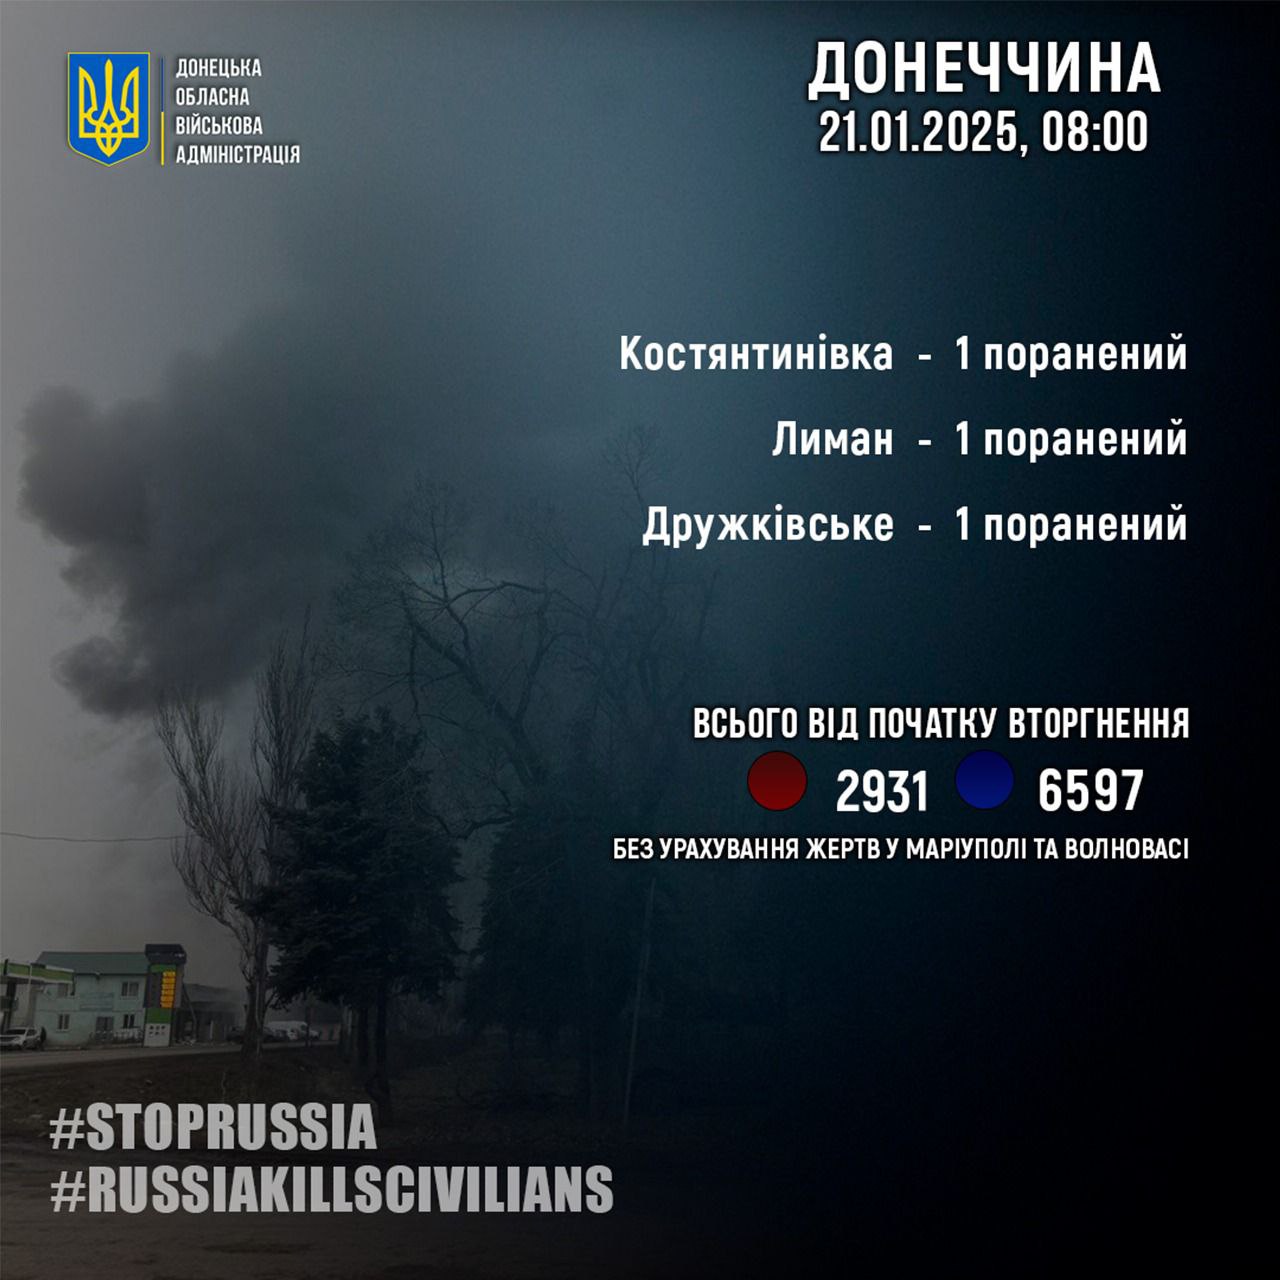 ДОНЕЦЬКА
ОБЛАСНА
ВІЙСЬКОВА
АДМІНІСТРАЦІЯ
ДОНЕЧЧИНА
21.01.2025, 08:00
Костянтинівка - 1 поранений
Лиман - 1 поранений
Дружківське - 1 поранений
ВСЬОГО ВІД ПОЧАТКУ ВТОРГНЕННЯ
2931 6597
БЕЗ УРАХУВАННЯ ЖЕРТВ У МАРІУПОЛІ ТА ВОЛНОВАСІ
#STOPRUSSIA
#RUSSIAKILLSCIVILIANS